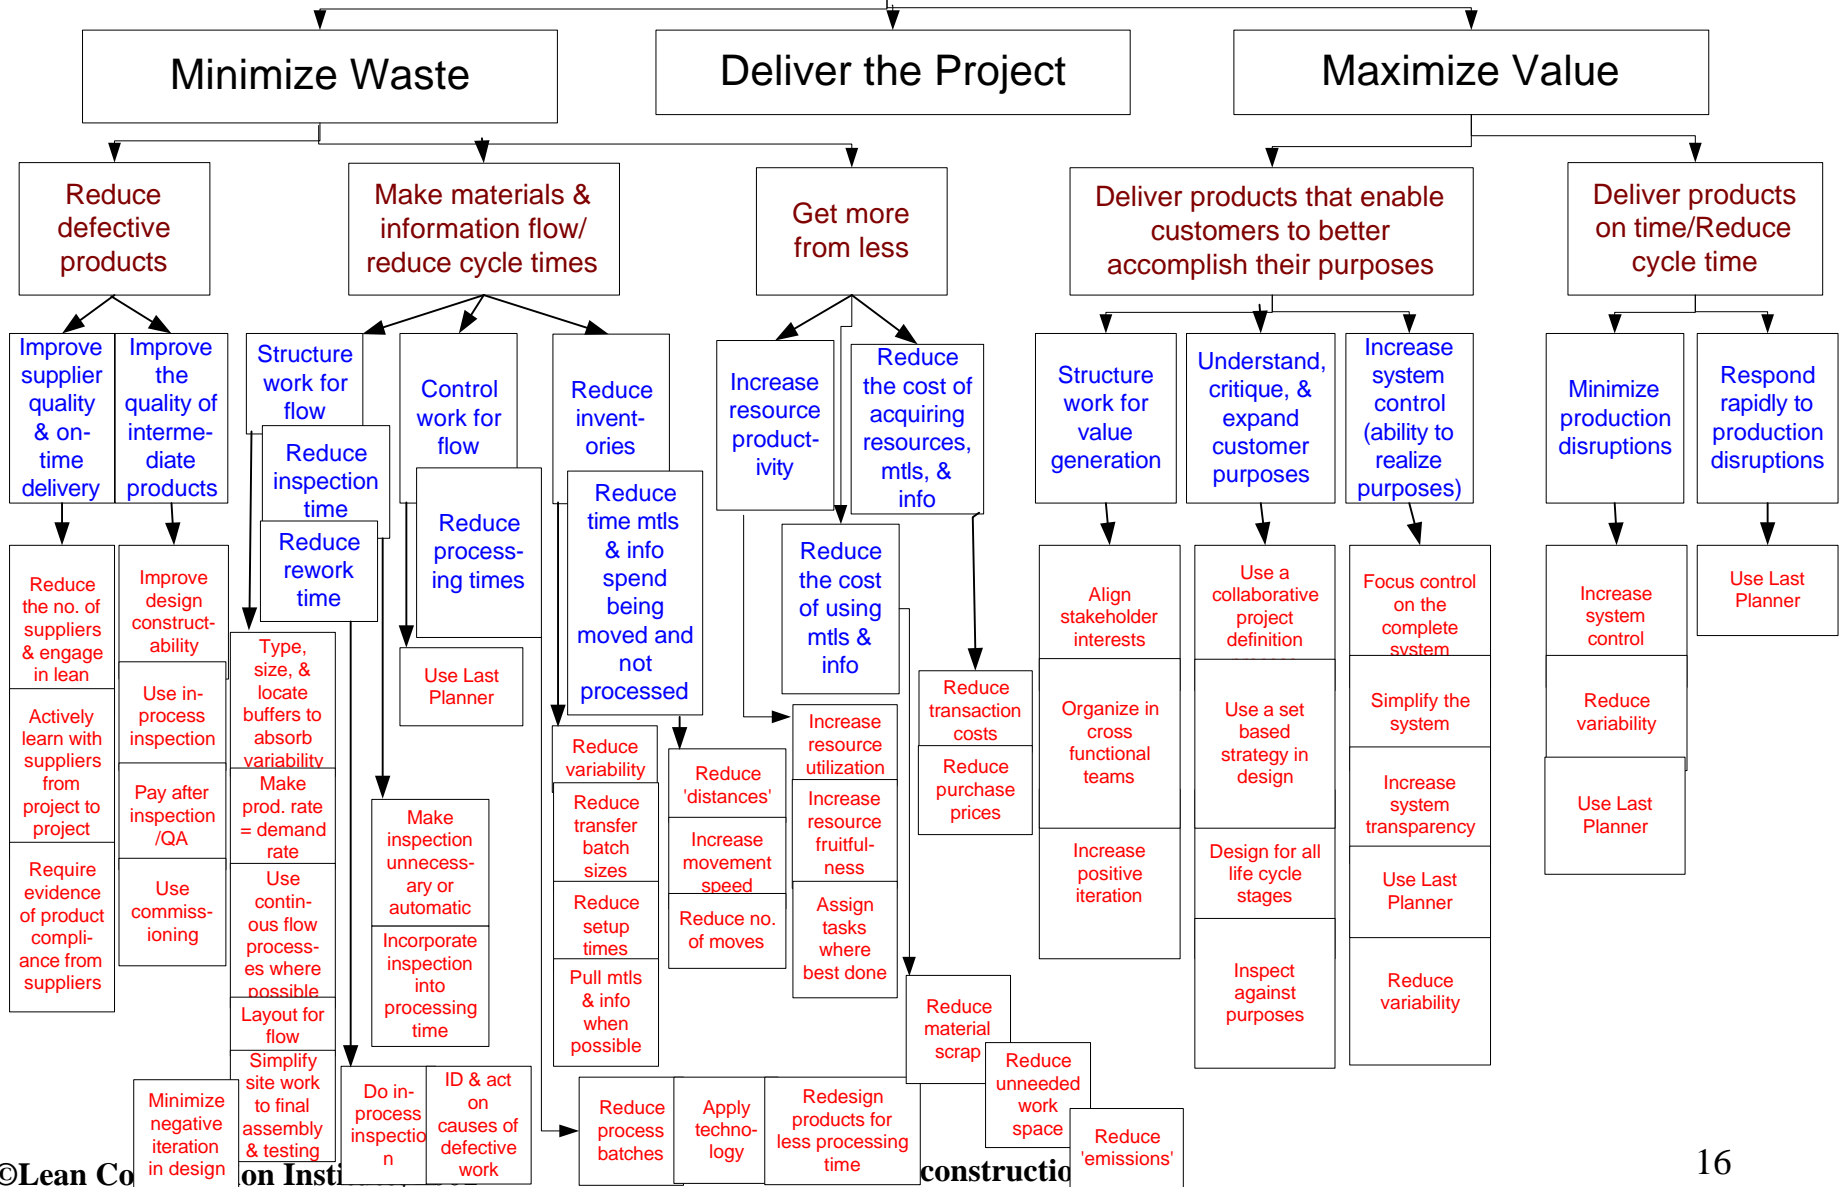 Minimize Waste
Deliver the Project
Maximize Value
Reduce
defective
products
Make materials &
information flow/
reduce cycle times
Get more
from less
Deliver products that enable
customers to better
accomplish their purposes
Deliver products
on time/Reduce
cycle time
Improve
supplier
quality
& on-
time
delivery
Improve
the
quality of
interme-
diate
products
Structure
work for
flow
Reduce
inspection
time
Reduce
rework
time
Control
work for
flow
Reduce
process-
ing times
Reduce
invent-
ories
Reduce
time mtls
& info
spend
being
moved and
not
processed
Increase
resource
product-
ivity
Reduce
the cost of
acquiring
resources,
mtls, &
info
Reduce
the cost
of using
mtls &
info
Structure
work for
value
generation
Understand,
critique, &
expand
customer
purposes
Increase
system
control
(ability to
realize
purposes)
Minimize
production
disruptions
Respond
rapidly to
production
disruptions
Reduce
the no. of
suppliers
& engage
in lean
Actively
learn with
suppliers
from
project to
project
Require
evidence
of product
compli-
ance from
suppliers
Improve
design
construct-
ability
Use in-
process
inspection
Pay after
inspection
/QA
Use
commiss-
ioning
Type,
size, &
locate
buffers to
absorb
variability
Make
prod. rate
= demand
rate
Use
contin-
ous flow
process-
es where
possible
Layout for
flow
Simplify
site work
to final
assembly
& testing
Minimize
negative
iteration
in design
Make
inspection
unnecess-
ary or
automatic
Incorporate
inspection
into
processing
time
Do in-
process
inspectio
n
ID & act
on
causes of
defective
work
Use Last
Planner
Reduce
variability
Reduce
transfer
batch
sizes
Reduce
setup
times
Pull mtls
& info
when
possible
Reduce
process
batches
Apply
techno-
logy
Redesign
products for
less processing
time
Reduce
'distances'
Increase
movement
speed
Reduce no.
of moves
Increase
resource
utilization
Increase
resource
fruitful-
ness
Assign
tasks
where
best done
Reduce
transaction
costs
Reduce
purchase
prices
Reduce
material
scrap
Reduce
unneeded
work
space
Reduce
'emissions'
Align
stakeholder
interests
Organize in
cross
functional
teams
Increase
positive
iteration
Use a
collaborative
project
definition
Use a set
based
strategy in
design
Design for all
life cycle
stages
Inspect
against
purposes
Focus control
on the
complete
system
Simplify the
system
Increase
system
transparency
Use Last
Planner
Reduce
variability
Increase
system
control
Reduce
variability
Use Last
Planner
Use Last
Planner
©Lean Co on Insti constructio
16